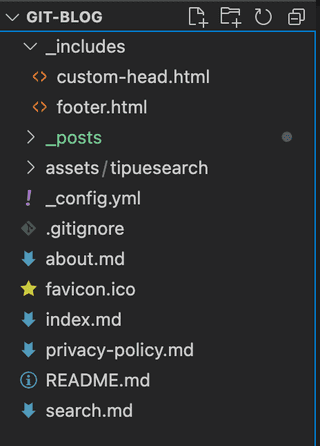 GIT-BLOG
_includes
custom-head.html
footer.html
_posts
assets/tipuesearch
_config.yml
.gitignore
about.md
favicon.ico
index.md
privacy-policy.md
README.md
search.md